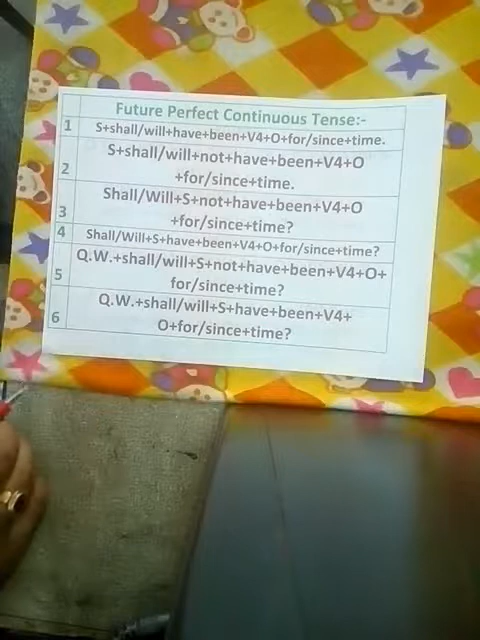 Future Perfect Continuous Tense:-
1 S+shall/will+have+been+V4+O+for/since+time.
2 S+shall/will+not+have+been+V4+O
+for/since+time.
3 Shall/Will+S+not+have+been+V4+O
+for/since+time?
4 Shall/Will+S+have+been+V4+O+for/since+time?
5 Q.W.+shall/will+S+not+have+been+V4+O+
for/since+time?
6 Q.W.+shall/will+S+have+been+V4+
O+for/since+time?